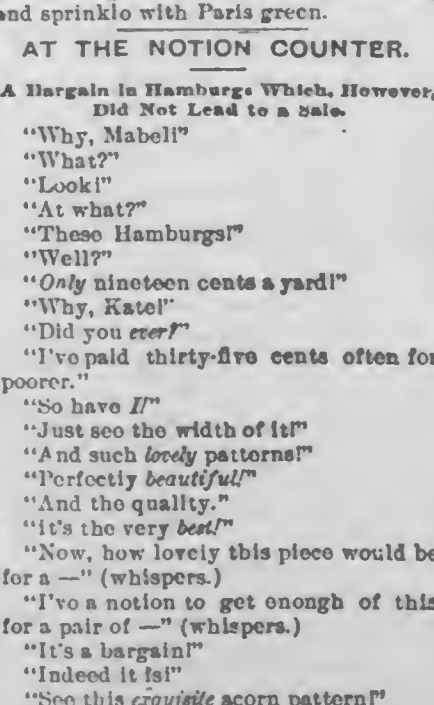 and sprinkle with Paris green.
AT THE NOTION COUNTER.
A Bargain in Hamburgs Which, However,
Did Not Lead to a Sale.
"Why, Mabel!"
"What?"
"Look!"
"At what?"
"These Hamburgs!"
"Well?"
"Only nineteen cents a yard!"
"Why, Kate!"
"Did you ever!"
"I've paid thirty-five cents often for
poorer."
"So have I!"
"Just see the width of it!"
"And such lovely patterns!"
"Perfectly beautiful!"
"And the quality."
"it's the very best!"
"Now, how lovely this piece would be
for a —" (whispers.)
"I've a notion to get enough of this
for a pair of —" (whispers.)
"It's a bargain!"
"Indeed it is!"
"See this exquisite acorn pattern!"